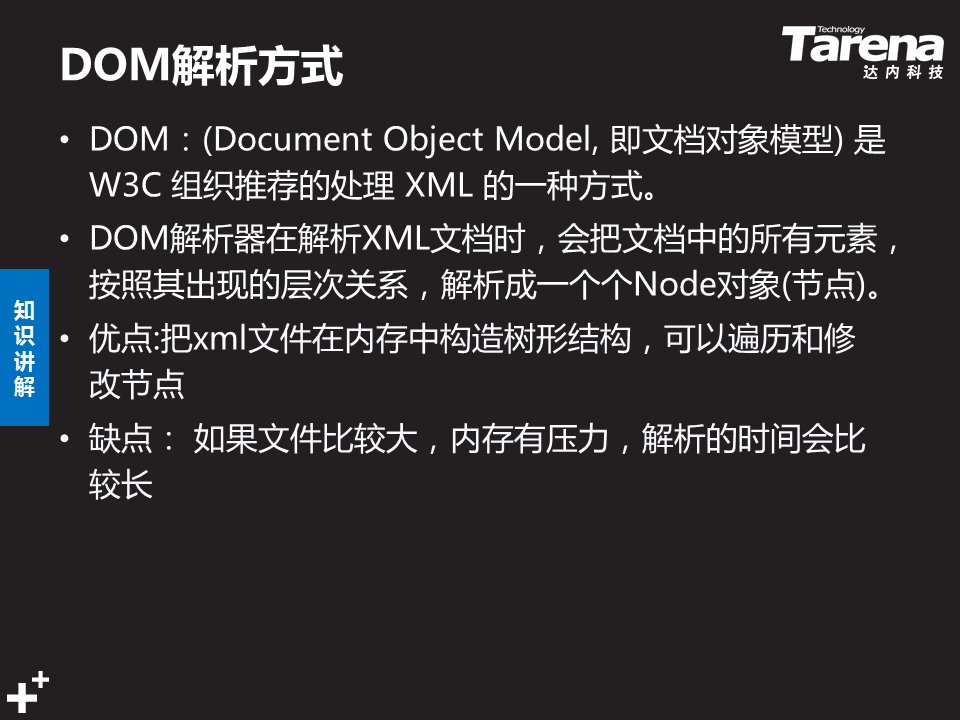 DOM解析方式
Technology
Tarena
达内科技
• DOM：(Document Object Model, 即文档对象模型) 是
W3C 组织推荐的处理 XML 的一种方式。
• DOM解析器在解析XML文档时，会把文档中的所有元素，
按照其出现的层次关系，解析成一个个Node对象(节点)。
• 优点:把xml文件在内存中构造树形结构，可以遍历和修
改节点
• 缺点： 如果文件比较大，内存有压力，解析的时间会比
较长
知
识
讲
解